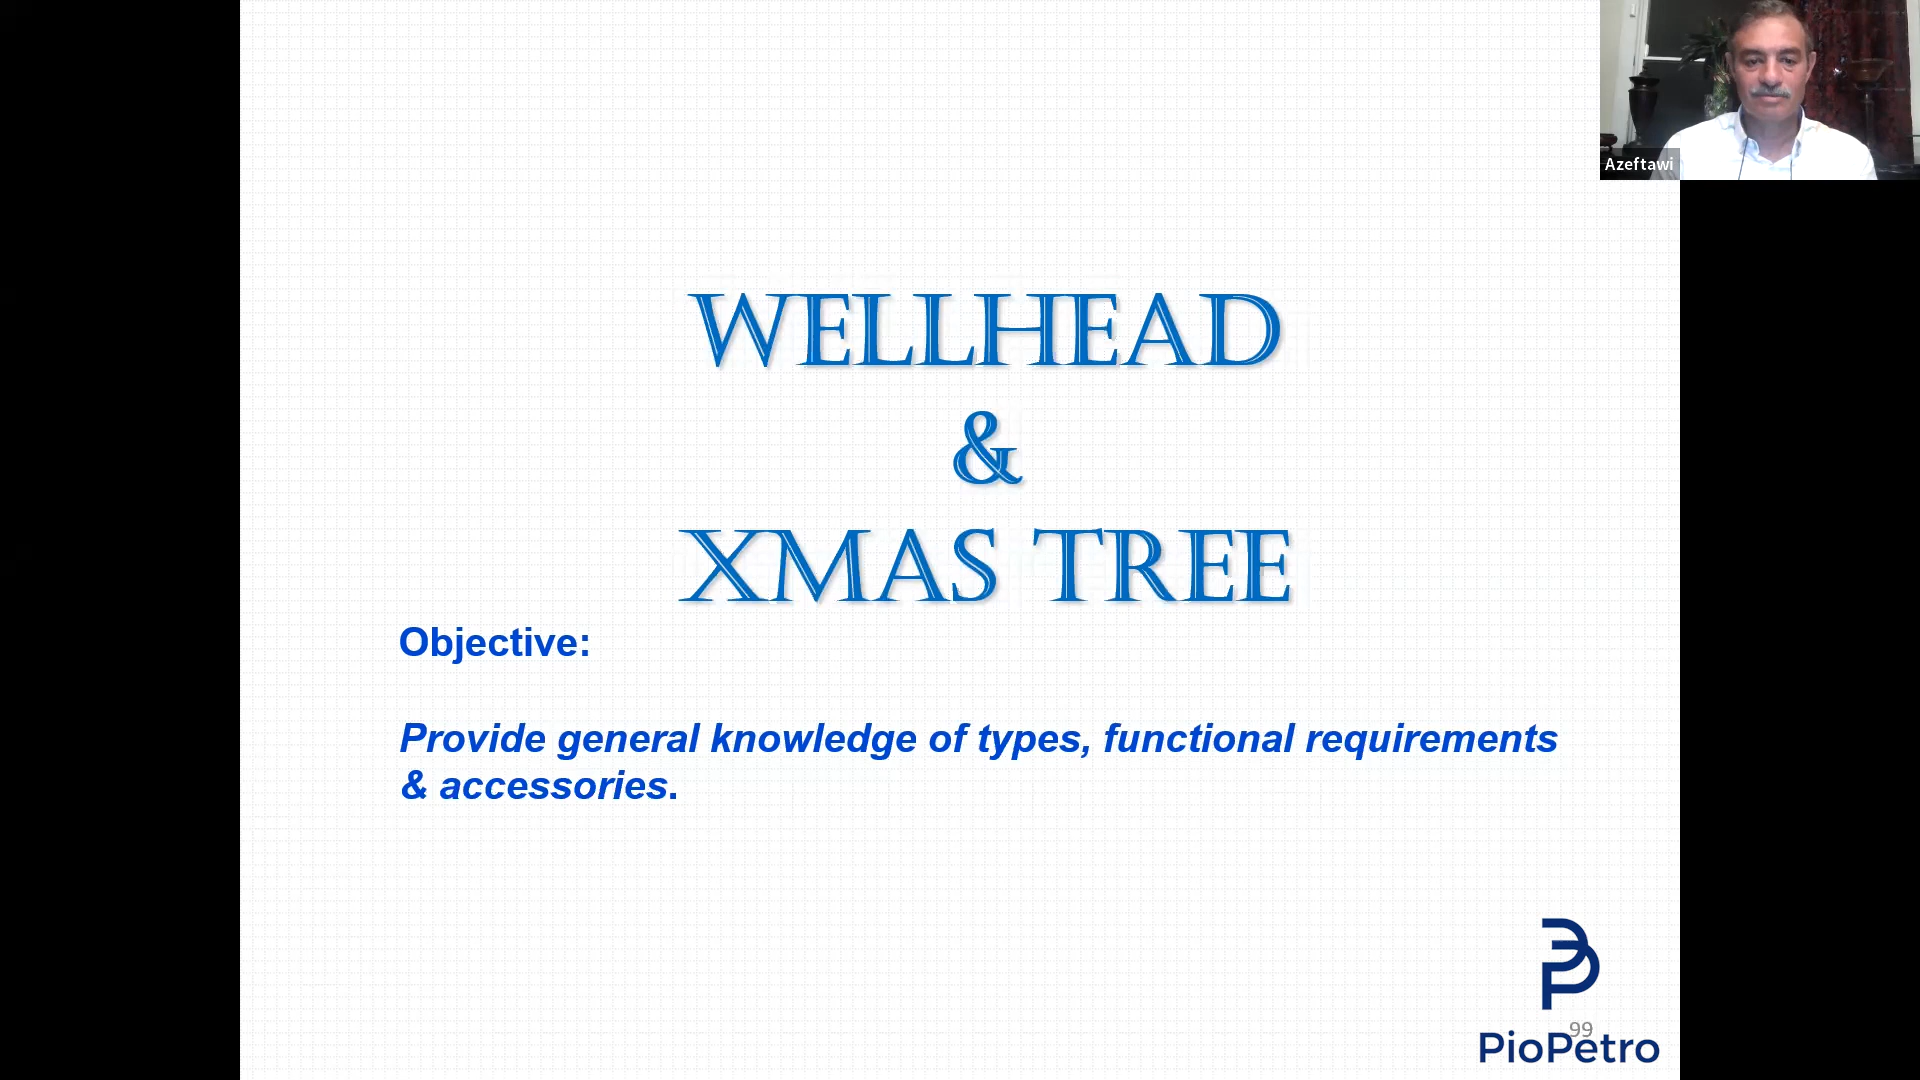 Azeftawi
WELLHEAD
&
XMAS TREE
Objective:
Provide general knowledge of types, functional requirements
& accessories.
99
PioPetro